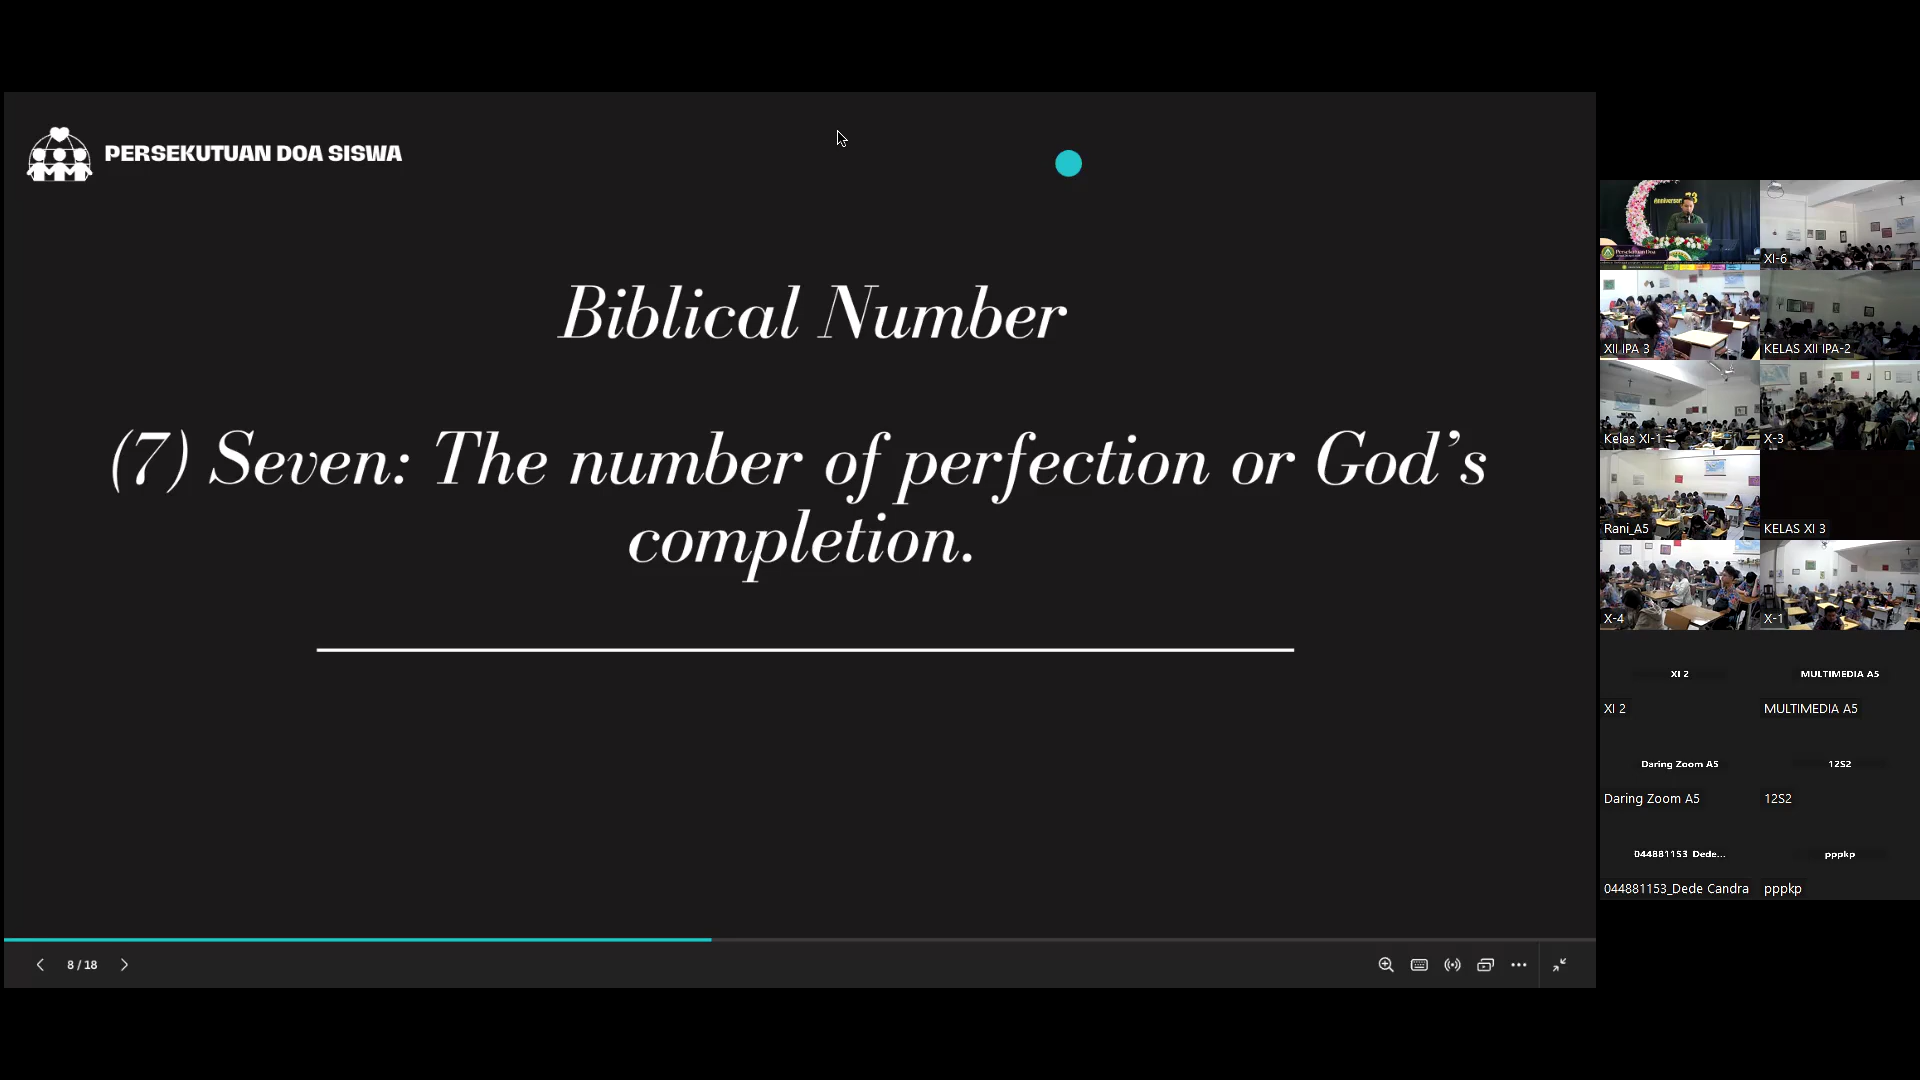 PERSEKUTUAN DOA SISWA
Biblical Number
(7) Seven: The number of perfection or God's
completion.
8 / 18
Anniversary 73
XI-6
XII IPA 3
KELAS XII IPA-2
Kelas XI-1
X-3
Rani_A5
KELAS XI 3
X-4
X-1
XI 2
MULTIMEDIA A5
XI 2
MULTIMEDIA A5
Daring Zoom A5
12S2
Daring Zoom A5
12S2
044881153_Dede...
pppkp
044881153_Dede Candra
pppkp